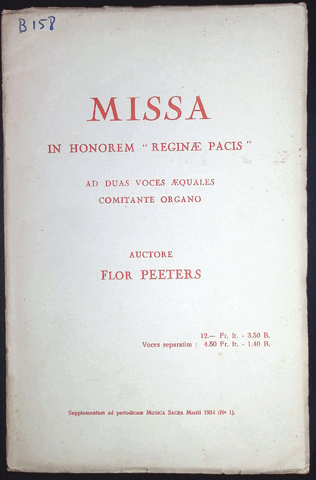 B 158
MISSA
IN HONOREM " REGINÆ PACIS "
AD DUAS VOCES ÆQUALES
COMITANTE ORGANO
AUCTORE
FLOR PEETERS
12.— Fr. fr. - 3.50 B.
Voces separatim : 4.50 Fr. fr. - 1.40 B.
Supplementum ad periodicum MUSICA SACRA Martii 1934 (No 1).